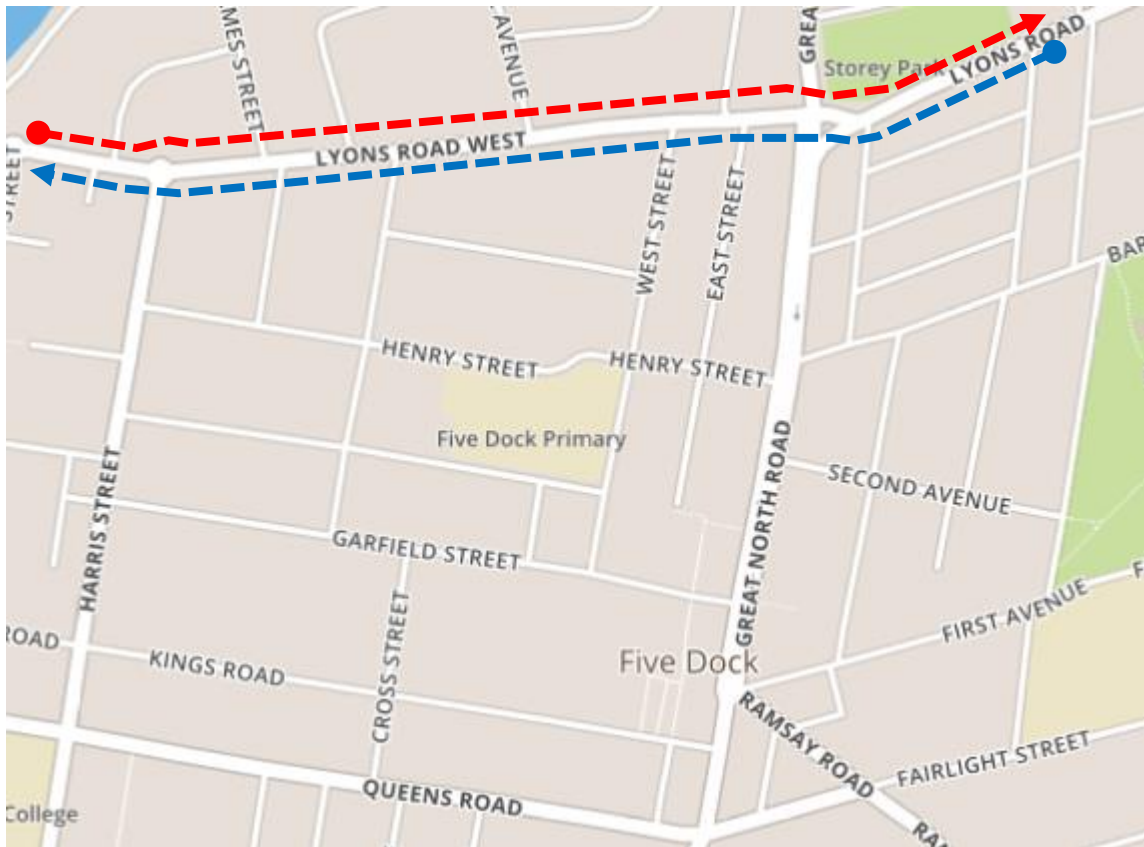 MES STREET
AVENUE
GREA
Storey Park
LYONS ROAD
LYONS ROAD WEST
STREET
WEST STREET
EAST STREET
BAR
HENRY STREET
HENRY STREET
Five Dock Primary
GREAT NORTH ROAD
SECOND AVENUE
HARRIS STREET
GARFIELD STREET
F
FIRST AVENUE
ROAD
KINGS ROAD
CROSS STREET
Five Dock
RAMSAY ROAD
FAIRLIGHT STREET
QUEENS ROAD
College
RAM